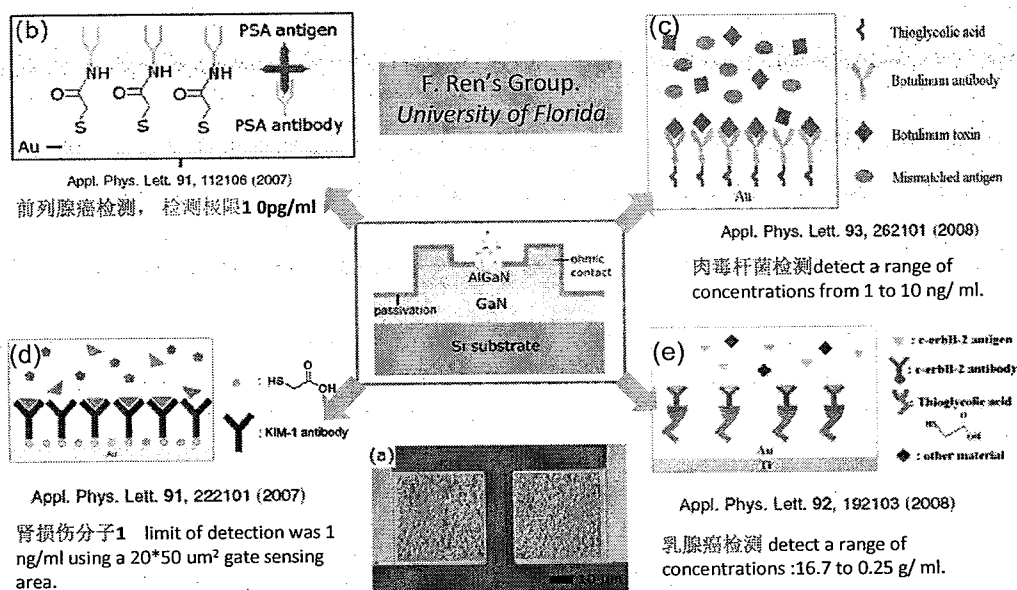 (b)
PSA antigen
NH NH NH
O O O
S S S
PSA antibody
Au
Appl. Phys. Lett. 91, 112106 (2007)
前列腺癌检测， 检测极限1 0pg/ml
F. Ren's Group.
University of Florida
(c)
Thioglycolic acid
Botulinum antibody
Botulinum toxin
Mismatched antigen
Au
Appl. Phys. Lett. 93, 262101 (2008)
肉毒杆菌检测detect a range of
concentrations from 1 to 10 ng/ ml.
ohmic
contact
AlGaN
passivation
GaN
Si substrate
(d)
: HS O OH
: KIM-1 antibody
Au
Appl. Phys. Lett. 91, 222101 (2007)
肾损伤分子1 limit of detection was 1
ng/ml using a 20*50 um² gate sensing
area.
(a)
10 μm
(e)
: c-erbB-2 antigen
: c-erbB-2 antibody
: Thioglycolic acid
HS O OH
: other material
Au
Ti
Appl. Phys. Lett. 92, 192103 (2008)
乳腺癌检测 detect a range of
concentrations :16.7 to 0.25 g/ ml.